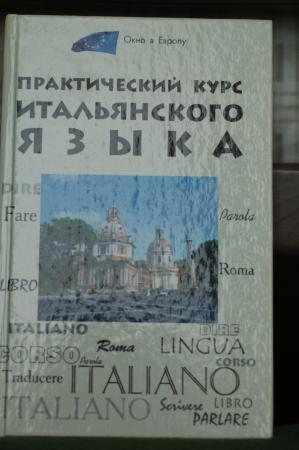 Окно в Европу
ПРАКТИЧЕСКИЙ КУРС
ИТАЛЬЯНСКОГО
ЯЗЫКА
DIRE
Fare
Parola
Roma
LIBRO
ITALIANO
DIRE
Roma
LINGUA
CORSO
Parola
CORSO
Traducere
ITALIANO
ITALIANO
Scrivere
LIBRO
PARLARE